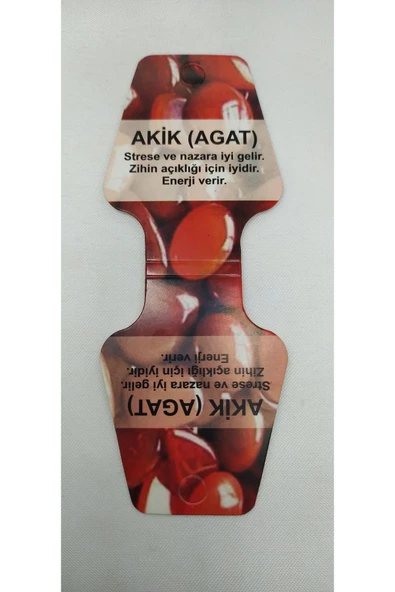 AKİK (AGAT)
Strese ve nazara iyi gelir.
Zihin açıklığı için iyidir.
Enerji verir.
AKİK (AGAT)
Strese ve nazara iyi gelir.
Zihin açıklığı için iyidir.
Enerji verir.